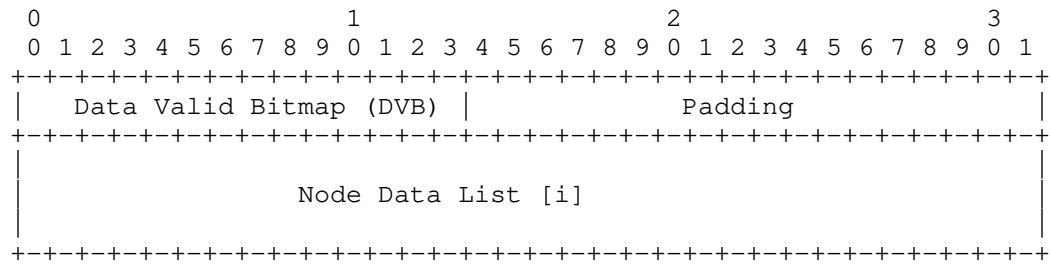 0                   1                   2                   3
0 1 2 3 4 5 6 7 8 9 0 1 2 3 4 5 6 7 8 9 0 1 2 3 4 5 6 7 8 9 0 1
+-+-+-+-+-+-+-+-+-+-+-+-+-+-+-+-+-+-+-+-+-+-+-+-+-+-+-+-+-+-+-+-+
|   Data Valid Bitmap (DVB) |             Padding               |
+-+-+-+-+-+-+-+-+-+-+-+-+-+-+-+-+-+-+-+-+-+-+-+-+-+-+-+-+-+-+-+-+
|                                                               |
|                 Node Data List [i]                            |
|                                                               |
+-+-+-+-+-+-+-+-+-+-+-+-+-+-+-+-+-+-+-+-+-+-+-+-+-+-+-+-+-+-+-+-+